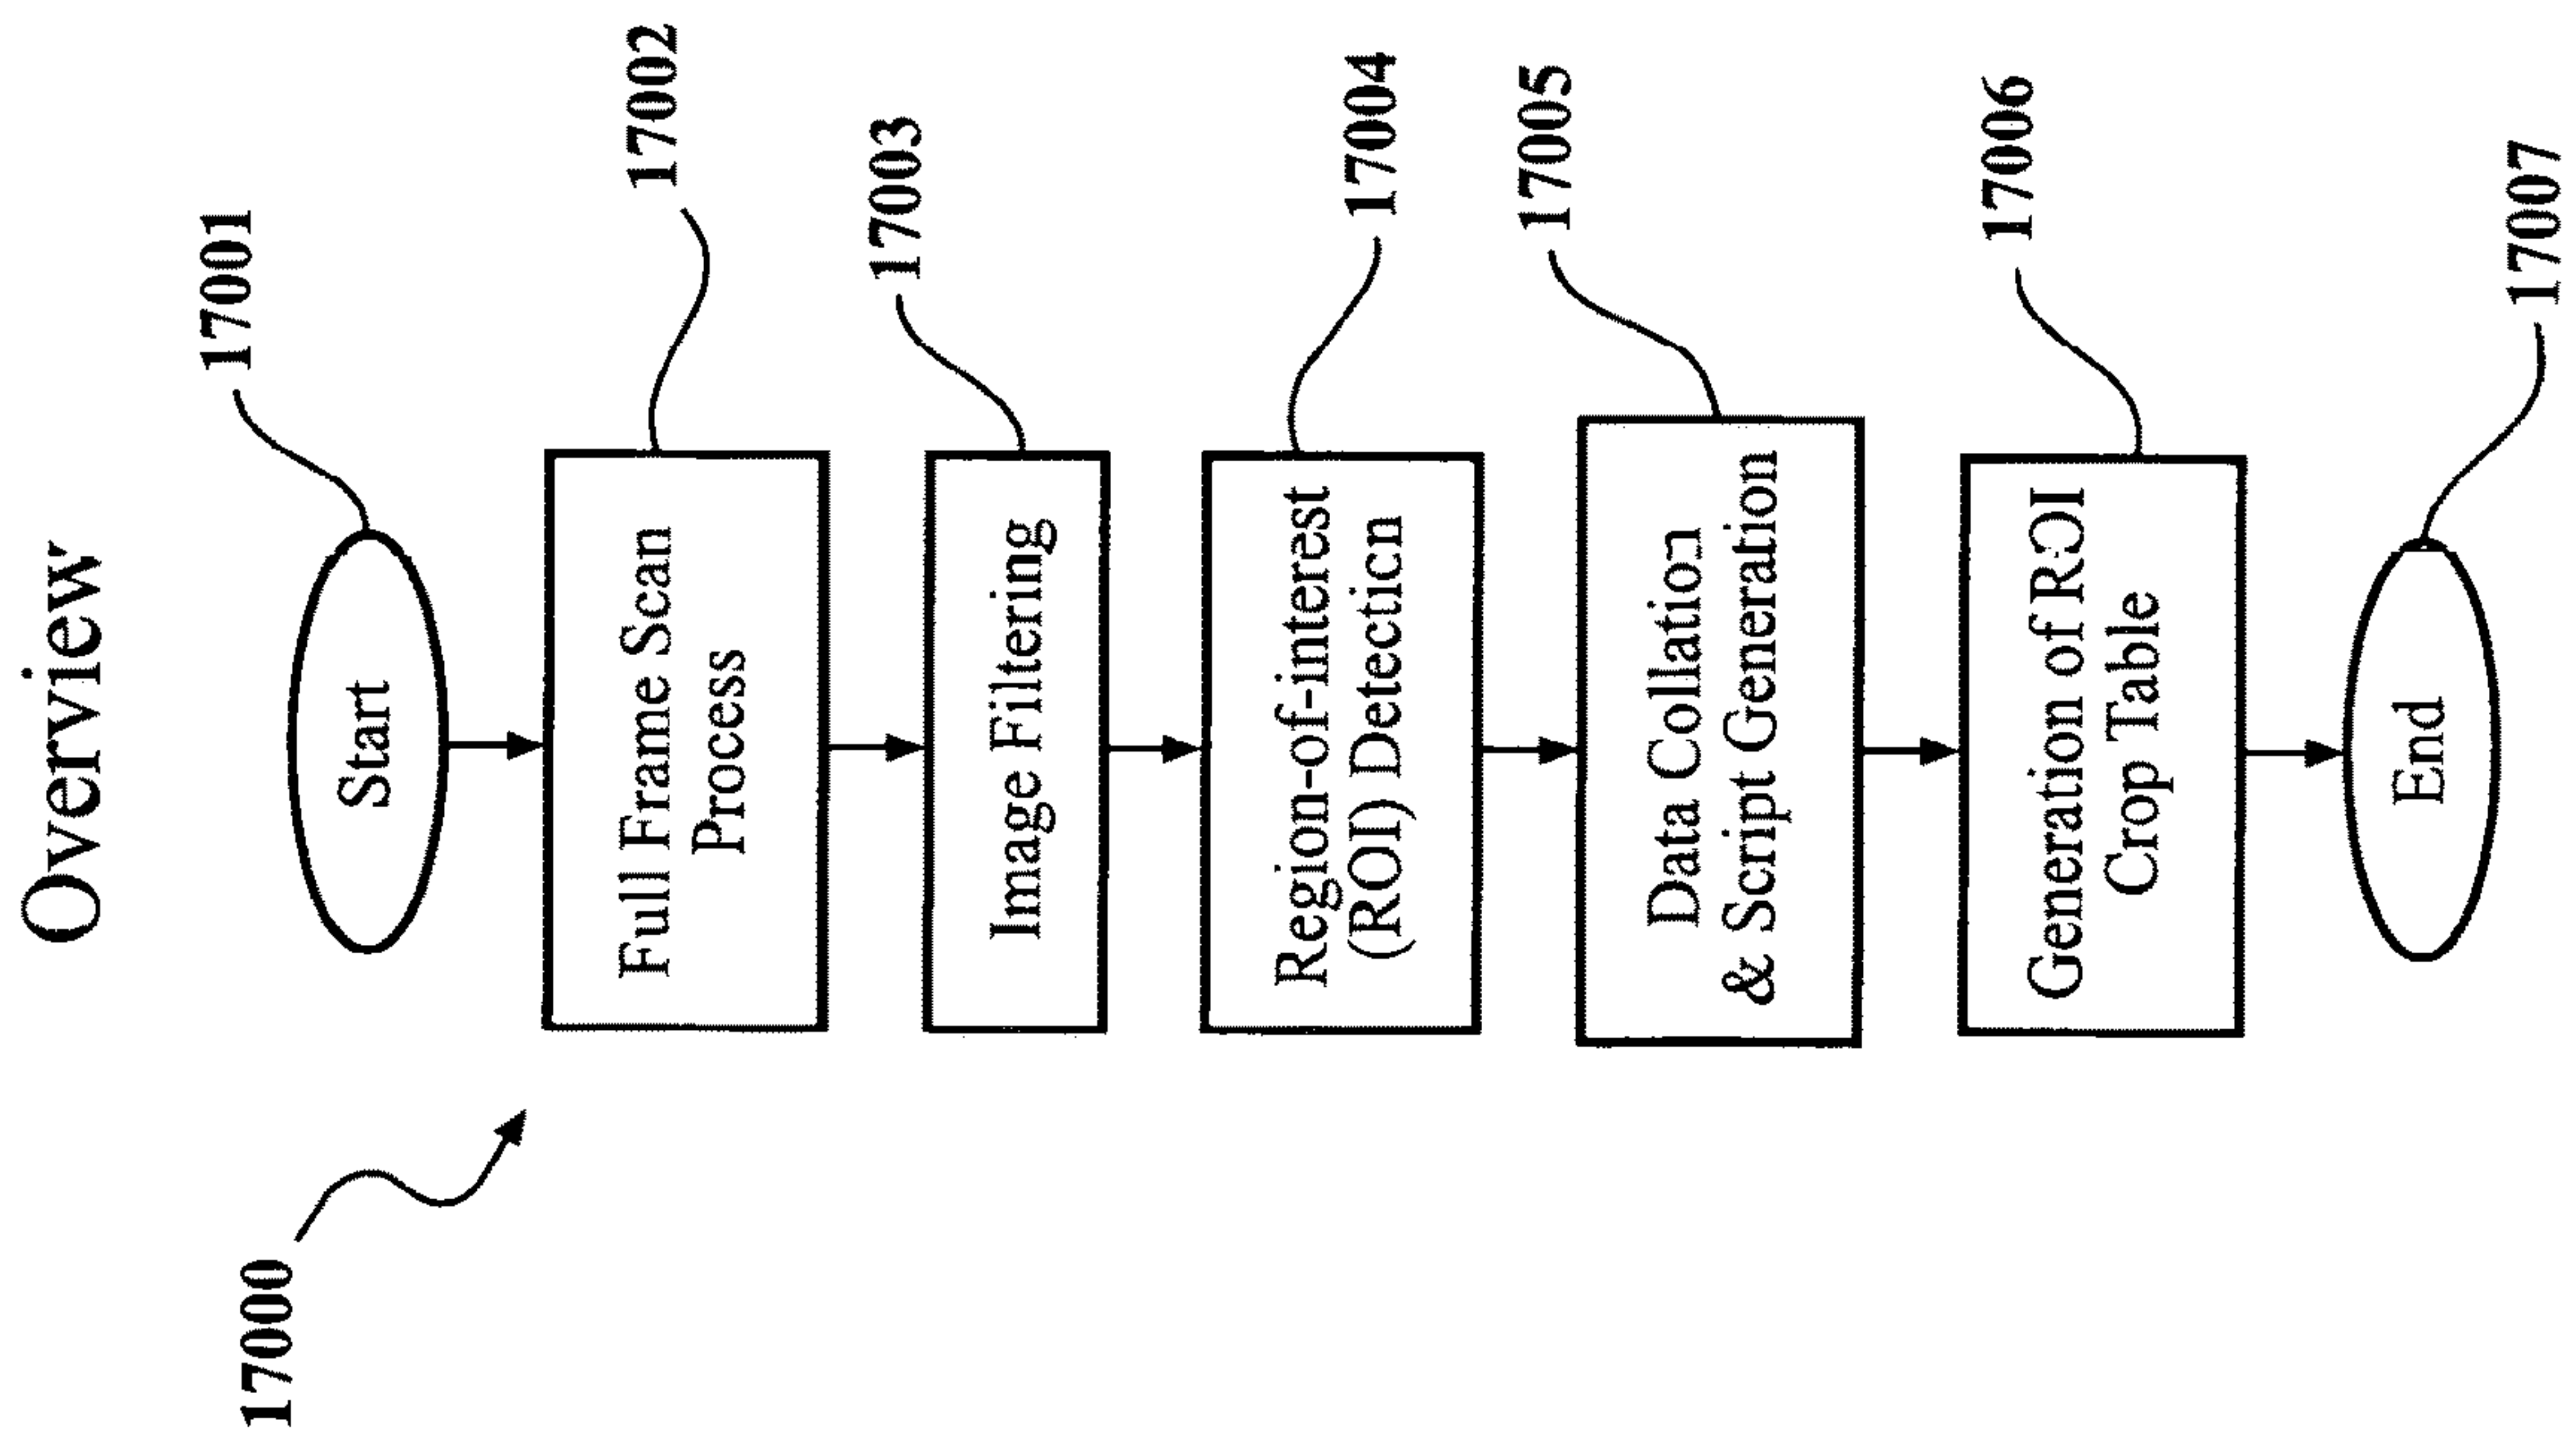 Overview
17000
17001
Start
17002
Full Frame Scan
Process
17003
Image Filtering
17004
Region-of-interest
(ROI) Detection
17005
Data Collation
& Script Generation
17006
Generation of ROI
Crop Table
17007
End